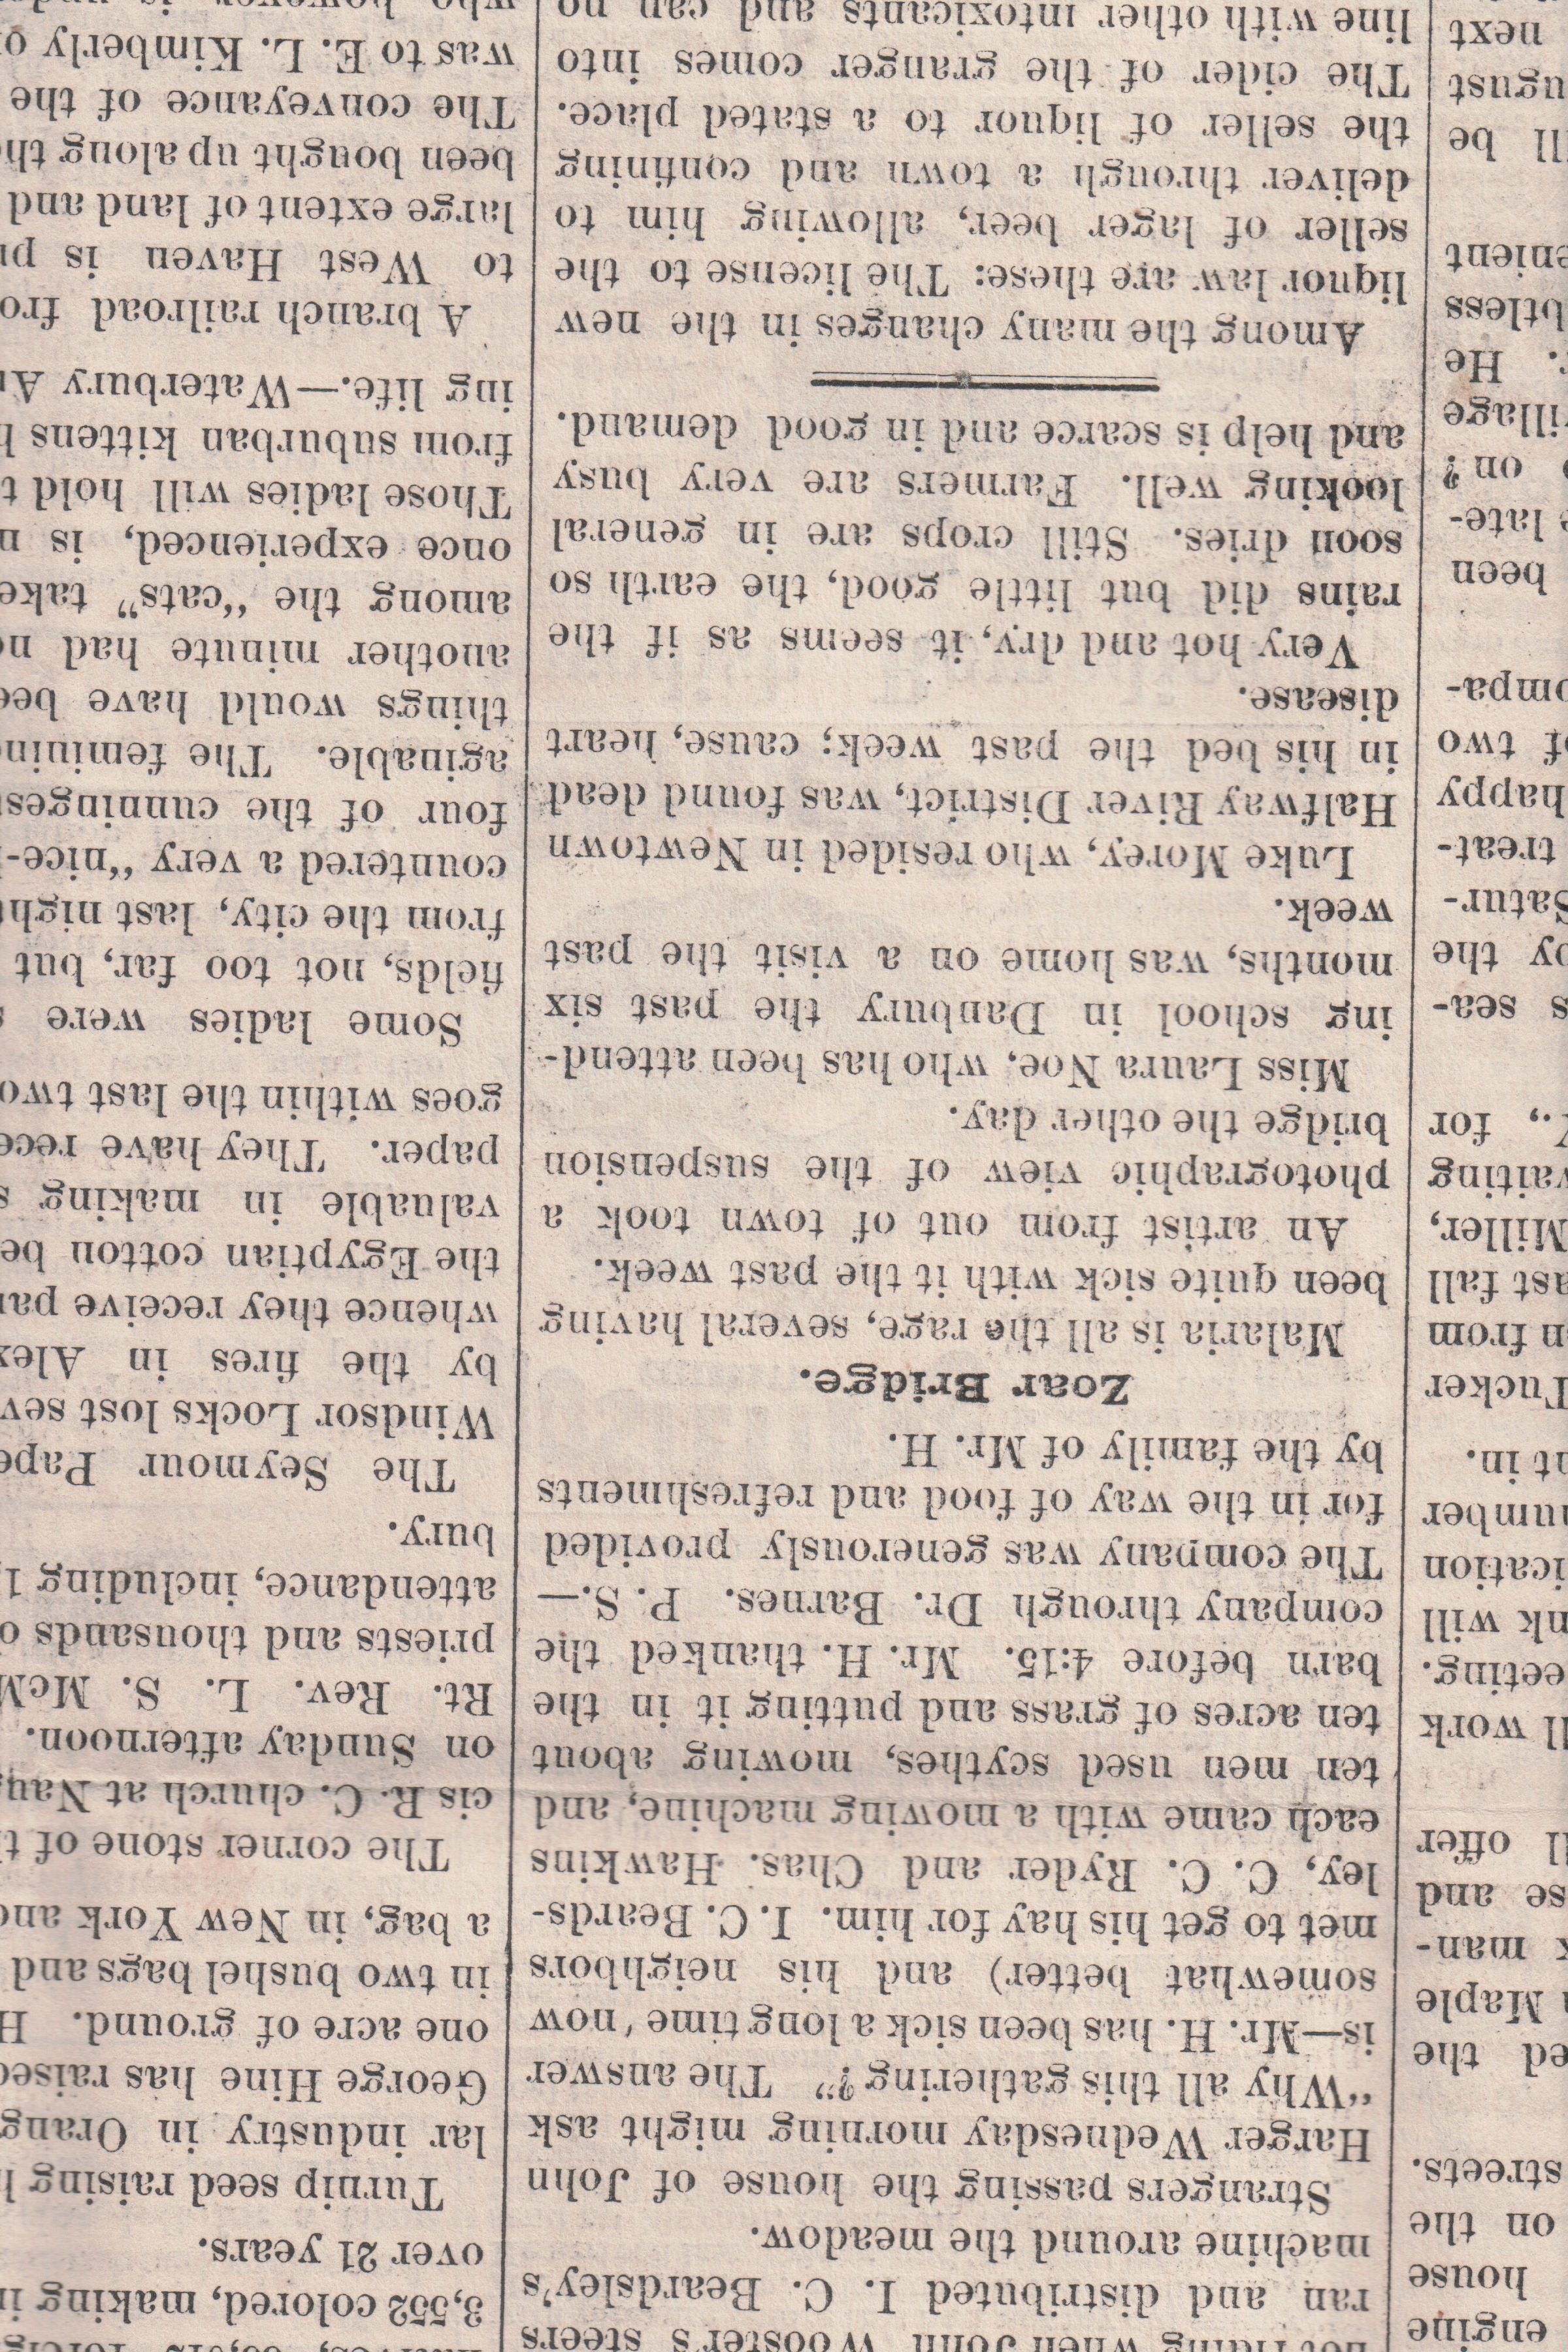 engine
house
on the
streets.
ed the
Maple
man-
se and
ll offer
ll work
eeting.
nk will
ication
number
in.
Tucker
n from
ast fall
Miller,
vaiting
for
s sea-
by the
Satur-
treat-
happy
of two
ompa-
been
e late-
on?
illage
He
btless
enient
ll be
ugust
next
when John Wooster's steers
ran and distributed I. C. Beardsley's
machine around the meadow.
Strangers passing the house of John
Harger Wednesday morning might ask
"Why all this gathering?" The answer
is—Mr. H. has been sick a long time (now
somewhat better) and his neighbors
met to get his hay for him. I. C. Beards-
ley, C. C. Ryder and Chas. Hawkins
each came with a mowing machine, and
ten men used scythes, mowing about
ten acres of grass and putting it in the
barn before 4:15. Mr. H. thanked the
company through Dr. Barnes. P. S.—
The company was generously provided
for in the way of food and refreshments
by the family of Mr. H.
Zoar Bridge.
Malaria is all the rage, several having
been quite sick with it the past week.
An artist from out of town took a
photographic view of the suspension
bridge the other day.
Miss Laura Noe, who has been attend-
ing school in Danbury the past six
months, was home on a visit the past
week.
Luke Morey, who resided in Newtown
Halfway River District, was found dead
in his bed the past week; cause, heart
disease.
Very hot and dry, it seems as if the
rains did but little good, the earth so
soon dries. Still crops are in general
looking well. Farmers are very busy
and help is scarce and in good demand.
Among the many changes in the new
liquor law are these: The license to the
seller of lager beer, allowing him to
deliver through a town and confining
the seller of liquor to a stated place.
The cider of the granger comes into
line with other intoxicants and can no
3,552 colored, making
over 21 years.
Turnip seed raising
lar industry in Orang
George Hine has raised
one acre of ground. H
in two bushel bags and
a bag, in New York and
The corner stone of t
cis R. C. church at Naug
on Sunday afternoon.
Rt. Rev. L. S. McM
priests and thousands o
attendance, including 1
bury.
The Seymour Pape
Windsor Locks lost sev
by the fires in Alex
whence they receive pa
the Egyptian cotton be
valuable in making s
paper. They have rece
goes within the last two
Some ladies were s
fields, not too far, but
from the city, last night
countered a very "nice-
four of the cunninges
aginable. The feminine
things would have bee
another minute had n
among the "cats" take
once experienced, is n
Those ladies will hold t
from suburban kittens
ing life.—Waterbury A
A branch railroad fro
to West Haven is p
large extent of land and
been bought up along th
The conveyance of the
was to E. L. Kimberly o
who however is unde